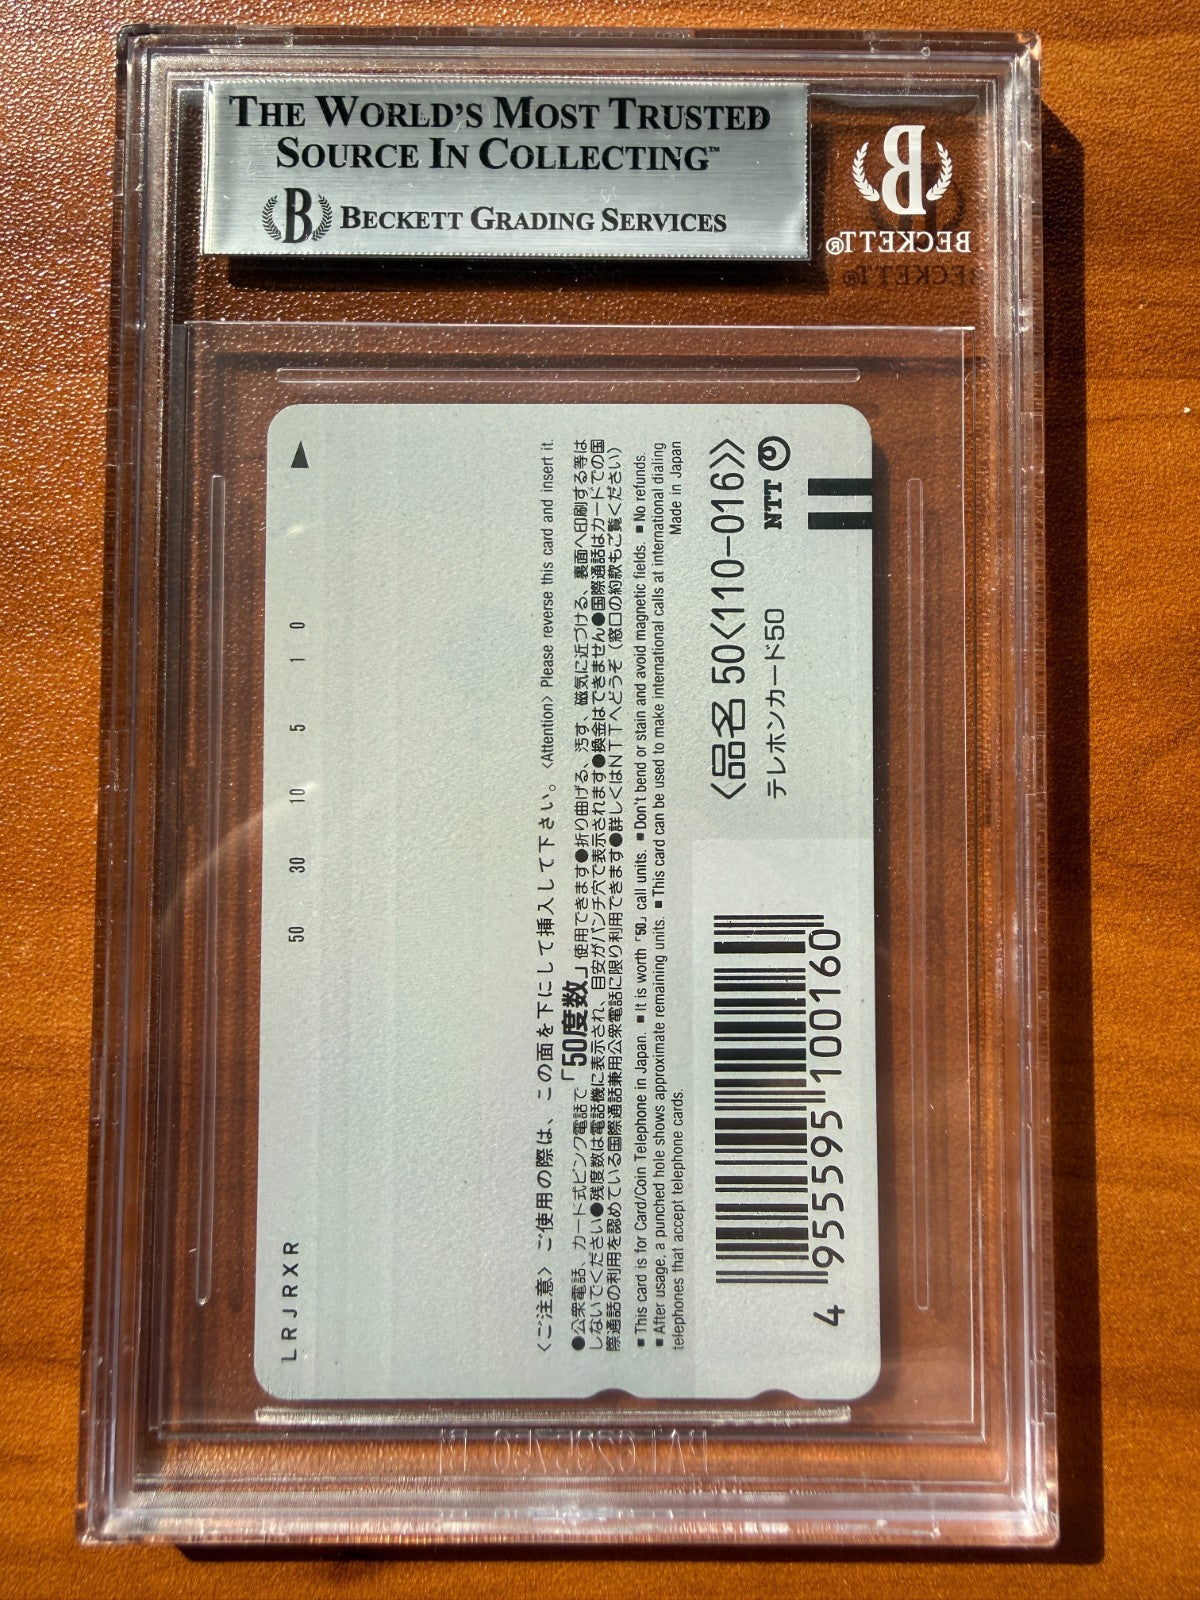 THE WORLD'S MOST TRUSTED
SOURCE IN COLLECTING™
B BECKETT GRADING SERVICES
B
BECKETT®
50 30 10 5 1 0
LRJRXR
〈ご注意〉ご使用の際は、この面を下にして挿入して下さい。〈Attention〉Please reverse this card and insert it.
●公衆電話、カード式ピンク電話で「50度数」使用できます●折り曲げる、汚す、磁気に近づける、裏面へ印刷する等は
しないでください●残度数は電話機に表示され、目安がパンチ穴で表示されます●換金はできません●国際通話はカードでの国
際通話の利用を認めている国際通話兼用公衆電話に限り利用できます●詳しくはNTTへどうぞ（窓口の約款もご覧ください）
■This card is for Card/Coin Telephone in Japan. ■It is worth「50」call units. ■Don't bend or stain and avoid magnetic fields. ■No refunds.
■After usage, a punched hole shows approximate remaining units. ■This card can be used to make international calls at international dialing
telephones that accept telephone cards. Made in Japan
〈品名 50〈110-016〉〉
テレホンカード50
NTT
4 955595 100160